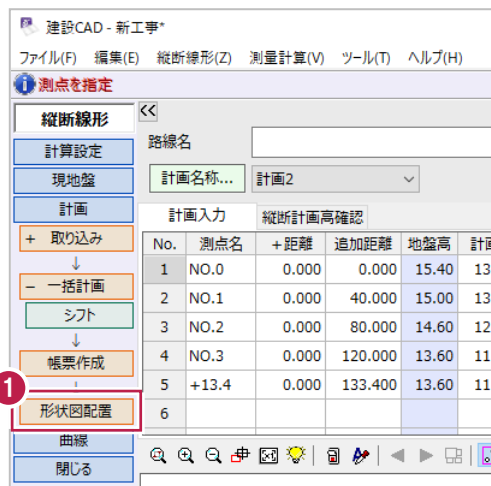 建設CAD - 新工事*
ファイル(F) 編集(E) 縦断線形(Z) 測量計算(V) ツール(T) ヘルプ(H)
測点を指定
縦断線形
計算設定
現地盤
計画
+ 取り込み
↓
− 一括計画
シフト
↓
帳票作成
1
形状図配置
曲線
閉じる
<<
路線名
計画名称... 計画2
計画入力 縦断計画高確認
No. 測点名 +距離 追加距離 地盤高 計画
1 NO.0 0.000 0.000 15.40 13
2 NO.1 0.000 40.000 15.00 13
3 NO.2 0.000 80.000 14.60 12
4 NO.3 0.000 120.000 13.60 11
5 +13.4 0.000 133.400 13.60 11
6